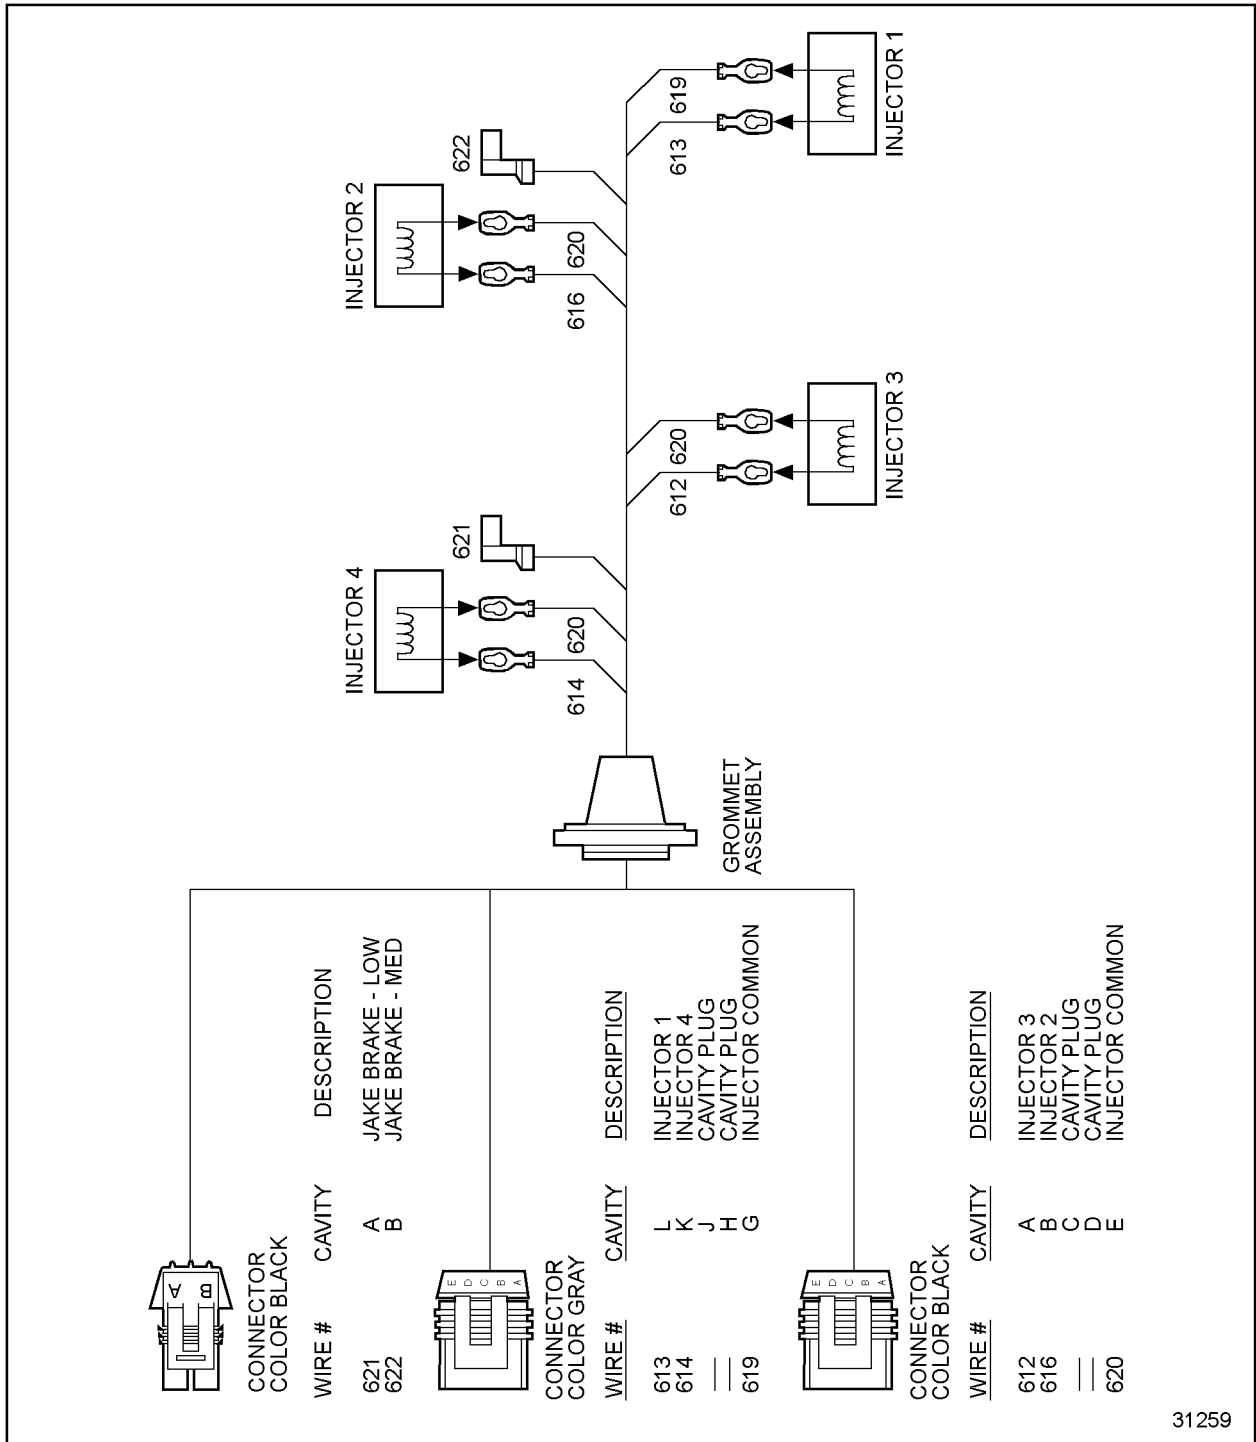 INJECTOR 1
619
613
622
INJECTOR 2
620
616
INJECTOR 3
620
612
621
INJECTOR 4
620
614
GROMMET
ASSEMBLY
A B
CONNECTOR
COLOR BLACK
WIRE # CAVITY DESCRIPTION
621 A JAKE BRAKE - LOW
622 B JAKE BRAKE - MED
E D C B A
CONNECTOR
COLOR GRAY
WIRE # CAVITY DESCRIPTION
613 L INJECTOR 1
614 K INJECTOR 4
— J CAVITY PLUG
— H CAVITY PLUG
619 G INJECTOR COMMON
E D C B A
CONNECTOR
COLOR BLACK
WIRE # CAVITY DESCRIPTION
612 A INJECTOR 3
616 B INJECTOR 2
— C CAVITY PLUG
— D CAVITY PLUG
620 E INJECTOR COMMON
31259